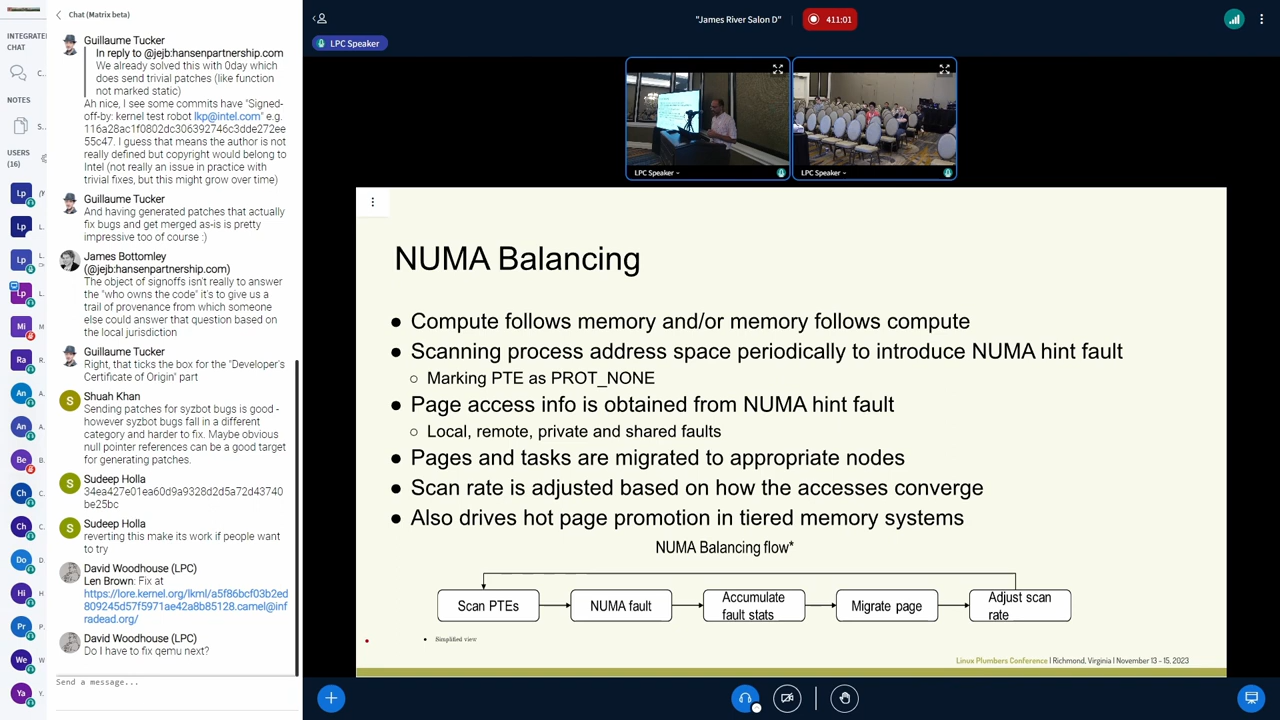 INTEGRATE
CHAT
C.
NOTES
S..
USERS
(16)
Lp
Lp
Lp
Lp
Mi
Ra
An
An
Be
Ch
Ch
Do
Hi
Pr
We
Ya
Chat (Matrix beta)
Guillaume Tucker
In reply to @jejb:hansenpartnership.com
We already solved this with 0day which
does send trivial patches (like function
not marked static)
Ah nice, I see some commits have "Signed-
off-by: kernel test robot lkp@intel.com" e.g.
116a28ac1f0802dc306392746c3dde272ee
55c47. I guess that means the author is not
really defined but copyright would belong to
Intel (not really an issue in practice with
trivial fixes, but this might grow over time)
Guillaume Tucker
And having generated patches that actually
fix bugs and get merged as-is is pretty
impressive too of course :)
James Bottomley
(@jejb:hansenpartnership.com)
The object of signoffs isn't really to answer
the "who owns the code" it's to give us a
trail of provenance from which someone
else could answer that question based on
the local jurisdiction
Guillaume Tucker
Right, that ticks the box for the "Developer's
Certificate of Origin" part
S
Shuah Khan
Sending patches for syzbot bugs is good -
however syzbot bugs fall in a different
category and harder to fix. Maybe obvious
null pointer references can be a good target
for generating patches.
S
Sudeep Holla
34ea427e01ea60d9a9328d2d5a72d43740
be25bc
S
Sudeep Holla
reverting this make its work if people want
to try
David Woodhouse (LPC)
Len Brown: Fix at
https://lore.kernel.org/lkml/a5f86bcf03b2ed
809245d57f5971ae42a8b85128.camel@inf
radead.org/
David Woodhouse (LPC)
Do I have to fix qemu next?
Send a message...
"James River Salon D"
411:01
LPC Speaker
LPC Speaker
LPC Speaker
NUMA Balancing
● Compute follows memory and/or memory follows compute
● Scanning process address space periodically to introduce NUMA hint fault
○ Marking PTE as PROT_NONE
● Page access info is obtained from NUMA hint fault
○ Local, remote, private and shared faults
● Pages and tasks are migrated to appropriate nodes
● Scan rate is adjusted based on how the accesses converge
● Also drives hot page promotion in tiered memory systems
NUMA Balancing flow*
Scan PTEs
NUMA fault
Accumulate
fault stats
Migrate page
Adjust scan
rate
• Simplified view
Linux Plumbers Conference | Richmond, Virginia | November 13 - 15, 2023